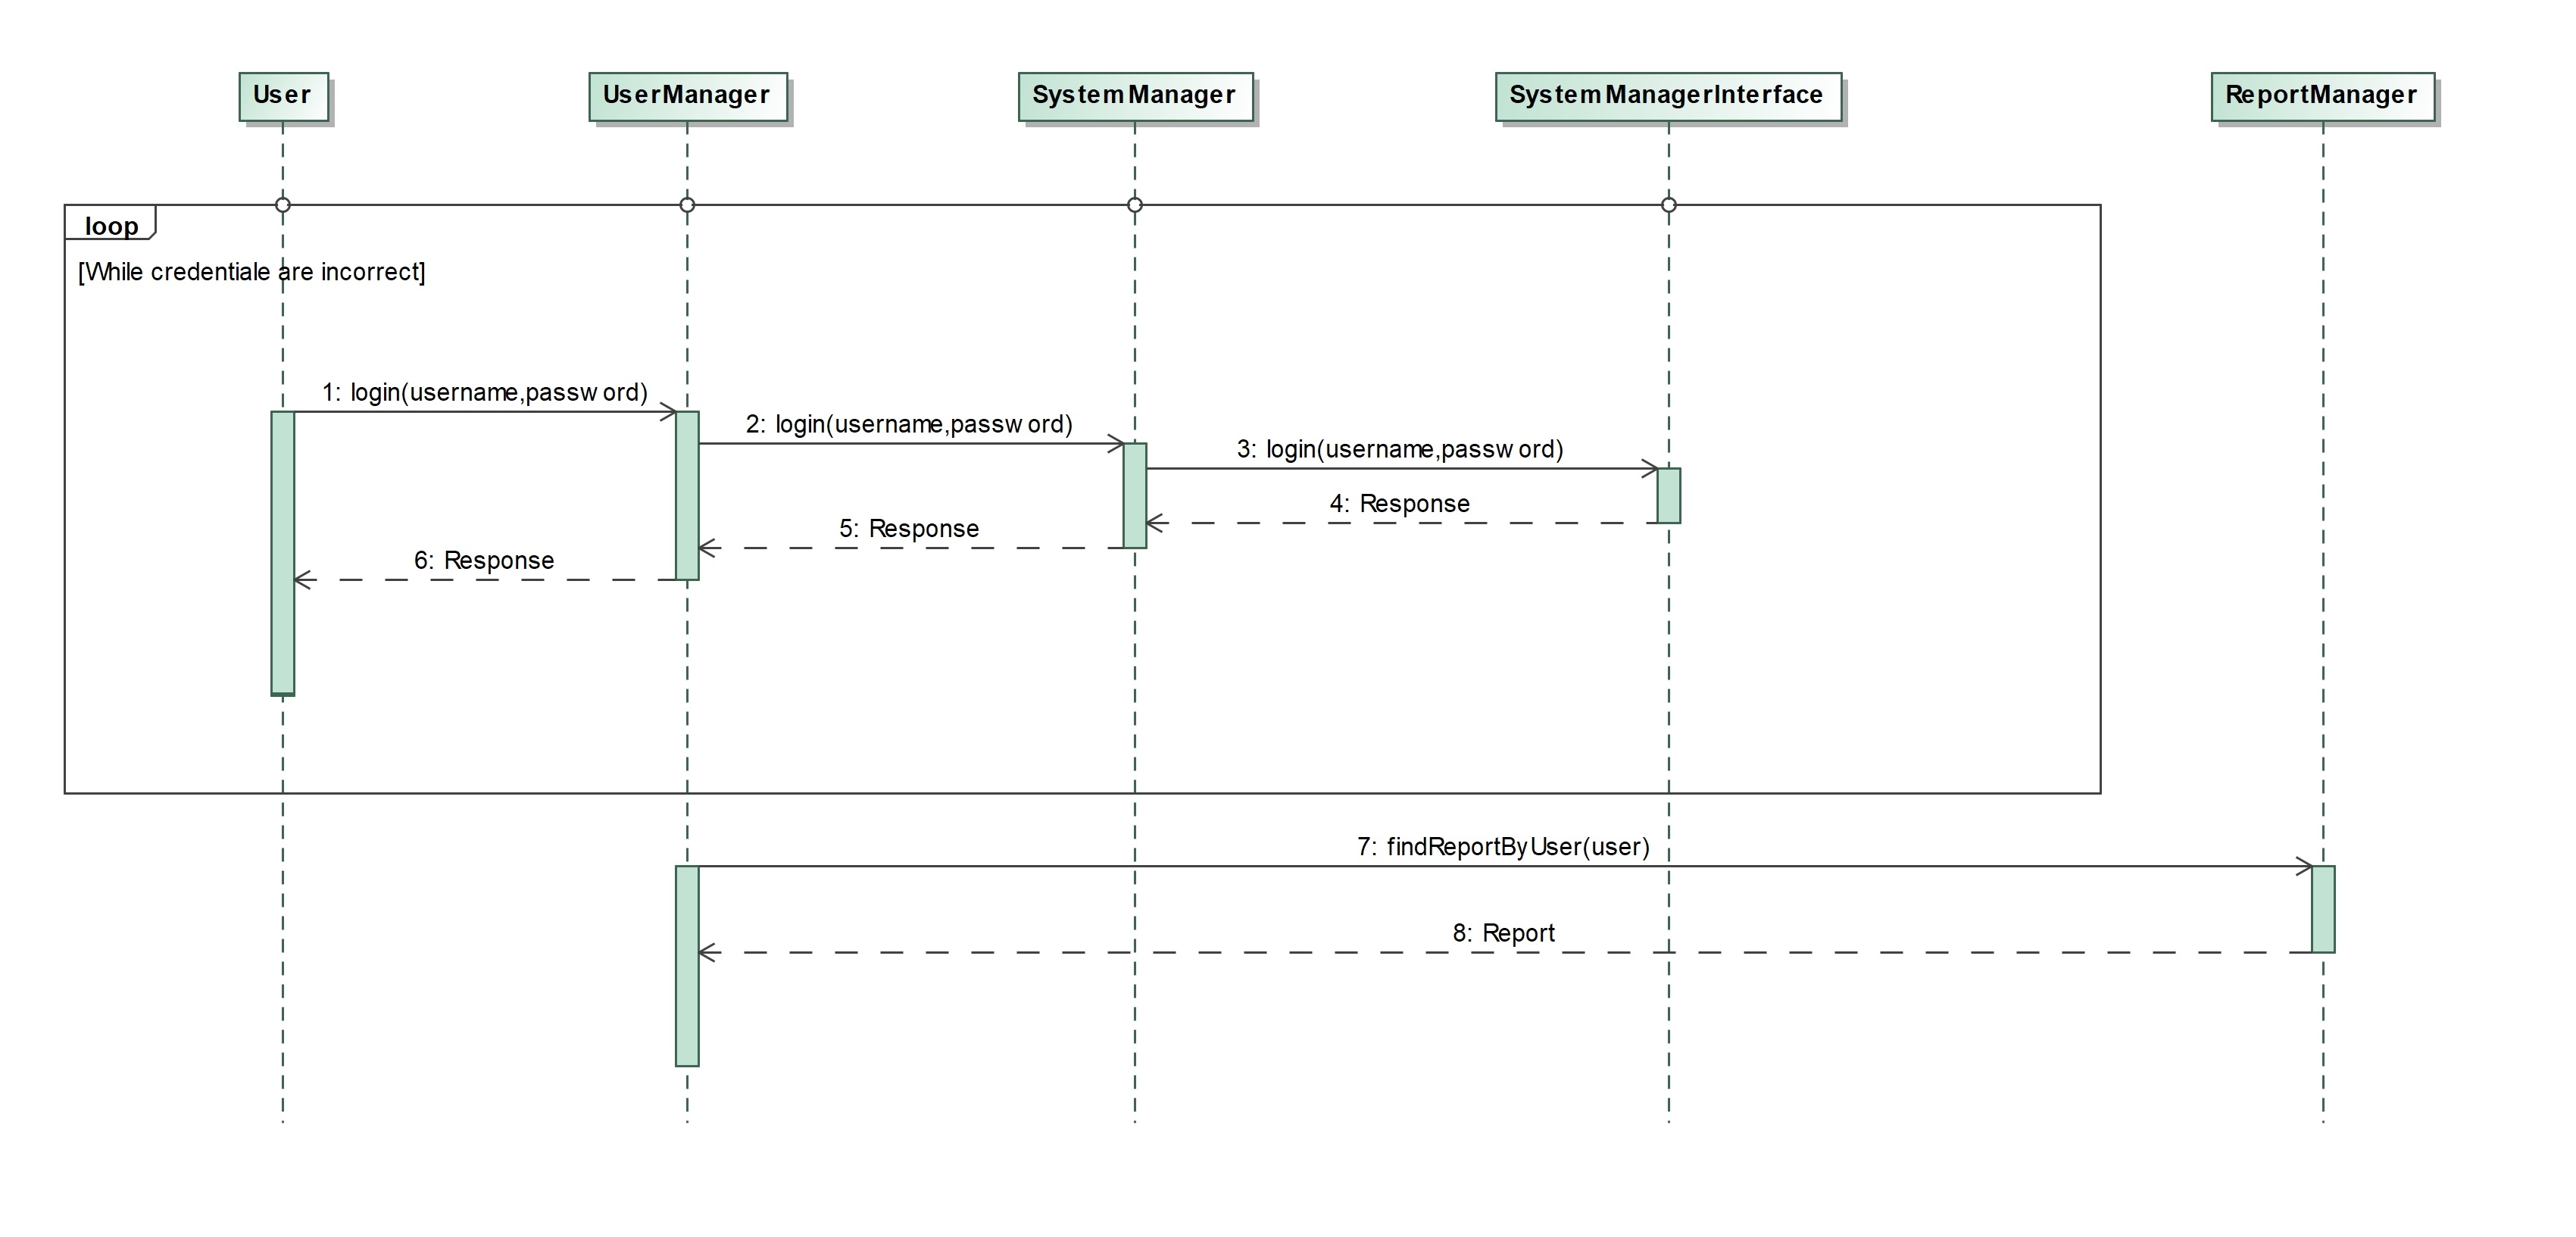 User
UserManager
SystemManager
SystemManagerInterface
ReportManager
loop
[While credentiale are incorrect]
1: login(username,password)
2: login(username,password)
3: login(username,password)
4: Response
5: Response
6: Response
7: findReportByUser(user)
8: Report